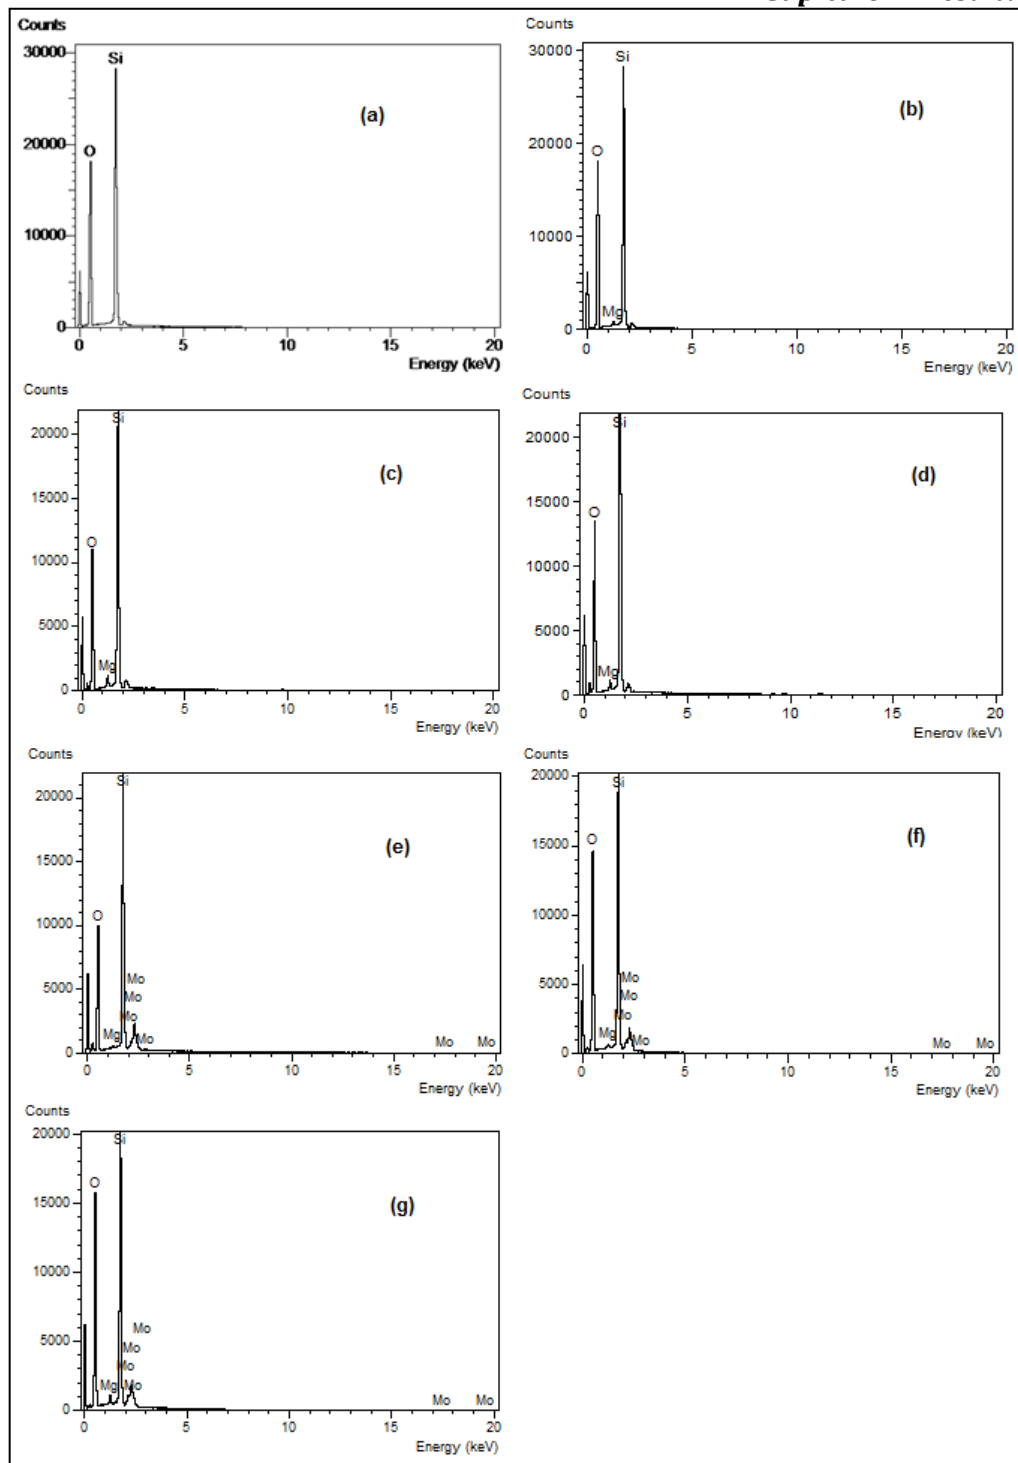 Counts
30000
Si
(a)
20000
O
10000
0
0 5 10 15 20
Energy (keV)
Counts
30000
Si
(b)
20000
O
10000
Mg
0
0 5 10 15 20
Energy (keV)
Counts
Si
20000
(c)
15000
10000
O
5000
Mg
0
0 5 10 15 20
Energy (keV)
Counts
Si
20000
(d)
15000
O
10000
5000
Mg
0
0 5 10 15 20
Energy (keV)
Counts
Si
20000
(e)
15000
10000
O
5000
Mo
Mo
Mo
Mg Mo Mo Mo
0
0 5 10 15 20
Energy (keV)
Counts
20000
Si
(f)
15000
O
10000
5000
Mo
Mo
Mo
Mg Mo Mo Mo
0
0 5 10 15 20
Energy (keV)
Counts
20000
Si
O
15000
(g)
10000
5000
Mo
Mo
Mo
Mg Mo Mo Mo
0
0 5 10 15 20
Energy (keV)